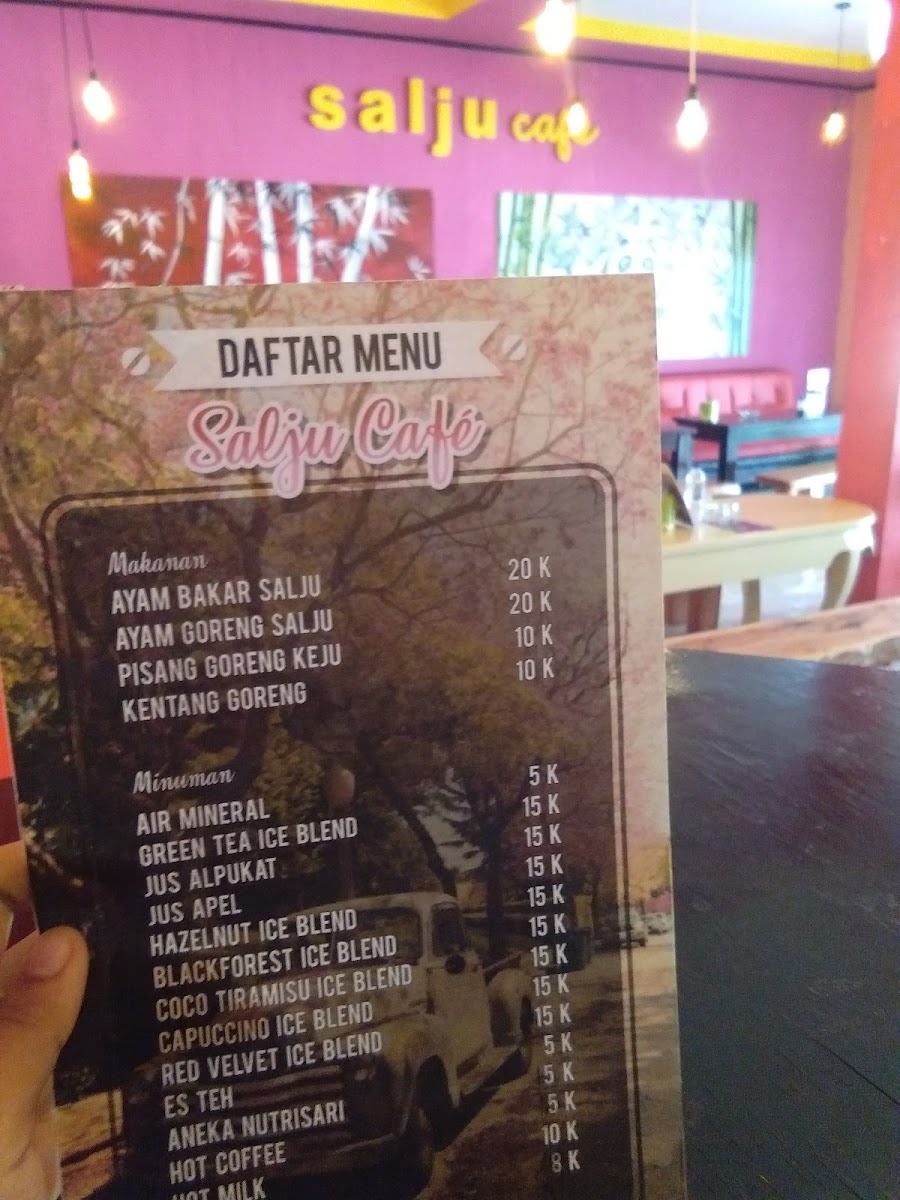 salju café
DAFTAR MENU
Salju Café
Makanan
AYAM BAKAR SALJU 20 K
AYAM GORENG SALJU 20 K
PISANG GORENG KEJU 10 K
KENTANG GORENG 10 K
Minuman
AIR MINERAL 5 K
GREEN TEA ICE BLEND 15 K
JUS ALPUKAT 15 K
JUS APEL 15 K
HAZELNUT ICE BLEND 15 K
BLACKFOREST ICE BLEND 15 K
COCO TIRAMISU ICE BLEND 15 K
CAPUCCINO ICE BLEND 15 K
RED VELVET ICE BLEND 15 K
ES TEH 5 K
ANEKA NUTRISARI 5 K
HOT COFFEE 5 K
HOT MILK 10 K
8 K